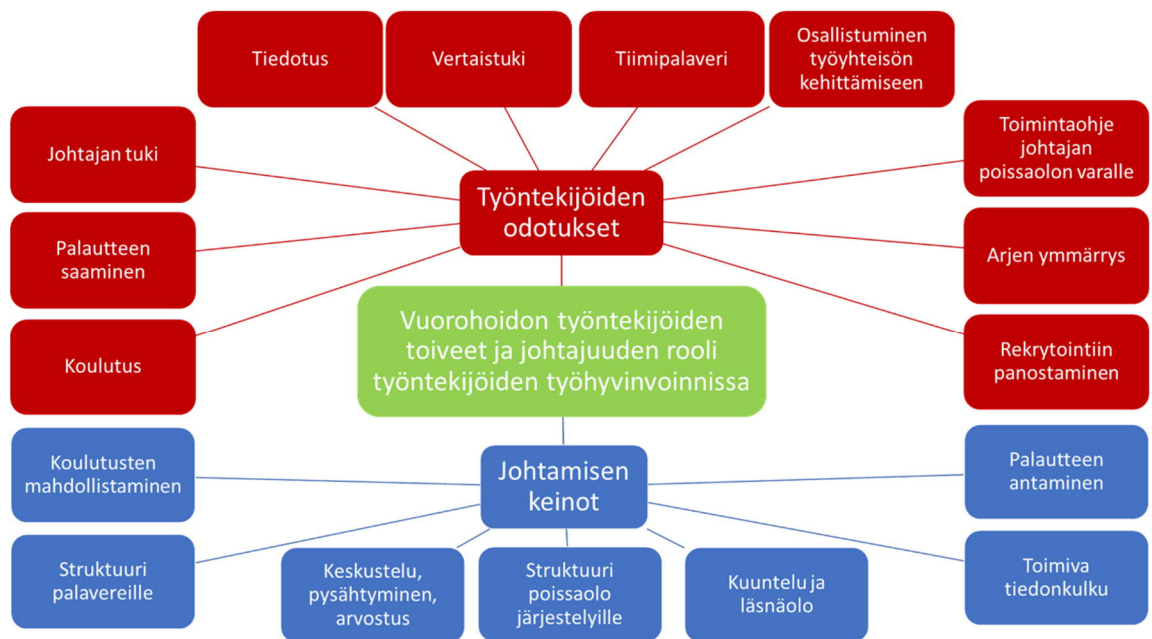 Tiedotus
Vertaistuki
Tiimipalaveri
Osallistuminen
työyhteisön
kehittämiseen
Johtajan tuki
Toimintaohje
johtajan
poissaolon varalle
Työntekijöiden
odotukset
Palautteen
saaminen
Arjen ymmärrys
Koulutus
Vuorohoidon työntekijöiden
toiveet ja johtajuuden rooli
työntekijöiden työhyvinvoinnissa
Rekrytointiin
panostaminen
Koulutusten
mahdollistaminen
Johtamisen
keinot
Palautteen
antaminen
Struktuuri
palavereille
Keskustelu,
pysähtyminen,
arvostus
Struktuuri
poissaolo
järjestelyille
Kuuntelu ja
läsnäolo
Toimiva
tiedonkulku